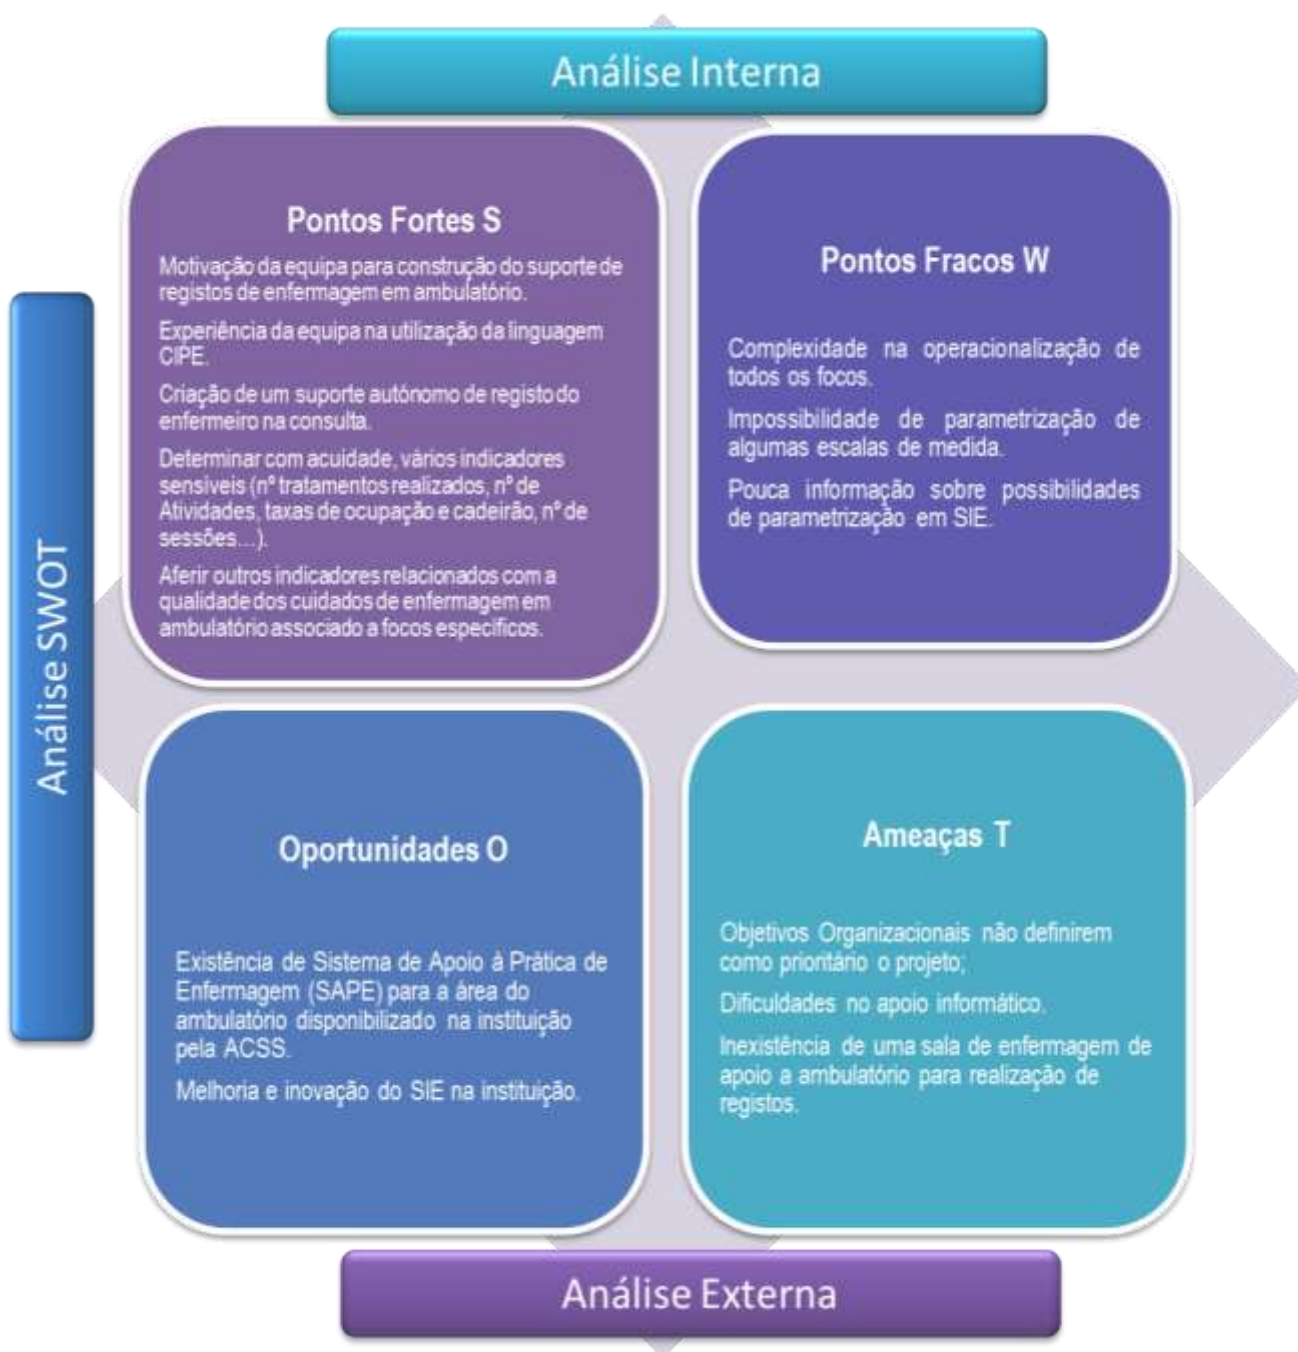 Análise Interna
Análise SWOT
Pontos Fortes S
Motivação da equipa para construção do suporte de
registos de enfermagem em ambulatório.
Experiência da equipa na utilização da linguagem
CIPE.
Criação de um suporte autónomo de registo do
enfermeiro na consulta.
Determinar com acuidade, vários indicadores
sensíveis (nº tratamentos realizados, nº de
Atividades, taxas de ocupação e cadeirão, nº de
sessões...).
Aferir outros indicadores relacionados com a
qualidade dos cuidados de enfermagem em
ambulatório associado a focos específicos.
Pontos Fracos W
Complexidade na operacionalização de
todos os focos.
Impossibilidade de parametrização de
algumas escalas de medida.
Pouca informação sobre possibilidades
de parametrização em SIE.
Oportunidades O
Existência de Sistema de Apoio à Prática de
Enfermagem (SAPE) para a área do
ambulatório disponibilizado na instituição
pela ACSS.
Melhoria e inovação do SIE na instituição.
Ameaças T
Objetivos Organizacionais não definirem
como prioritário o projeto;
Dificuldades no apoio informático.
Inexistência de uma sala de enfermagem de
apoio a ambulatório para realização de
registos.
Análise Externa